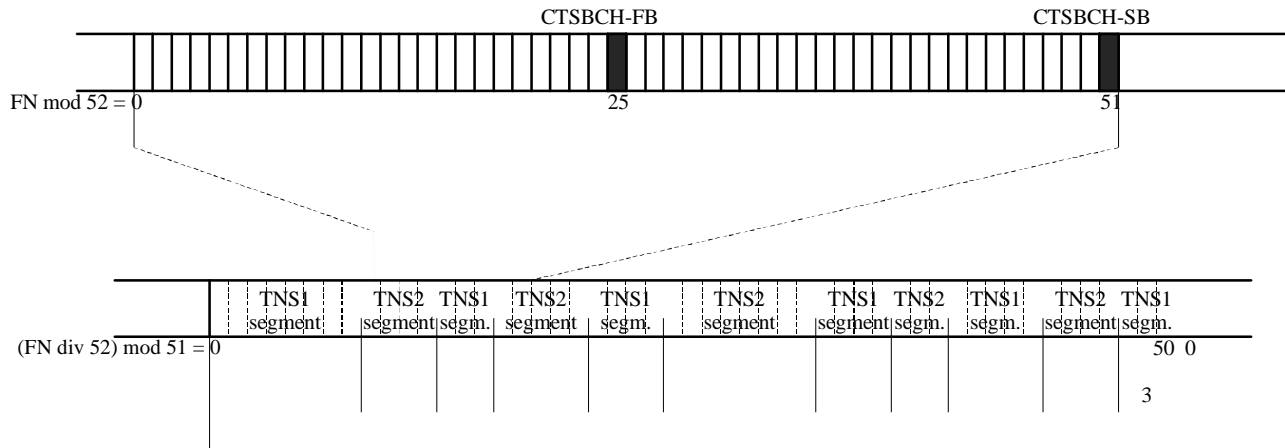 CTSBCH-FB CTSBCH-SB
FN mod 52 = 0 25 51
TNS1 TNS2 TNS1 TNS2 TNS1 TNS2 TNS1 TNS2 TNS1 TNS2 TNS1
segment segment segm. segment segm. segment segment segm. segm. segment segm.
(FN div 52) mod 51 = 0 50 0
3